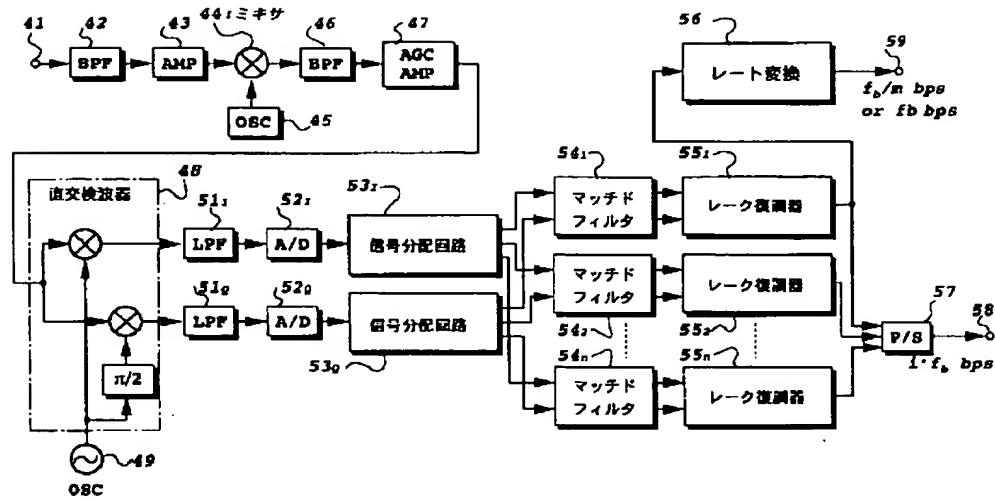 41
42
43
44:ミキサ
46
47
56
59
BPF
AMP
BPF
AGC
AMP
レート変換
OSC
45
fb/m bps
or fb bps
48
直交検波器
51I
52I
53I
541
551
LPF
A/D
信号分配回路
マッチド
フィルタ
レーク復調器
51Q
52Q
LPF
A/D
信号分配回路
53Q
マッチド
フィルタ
レーク復調器
542
552
57
58
P/S
i・fb bps
54n
55n
マッチド
フィルタ
レーク復調器
π/2
49
OSC